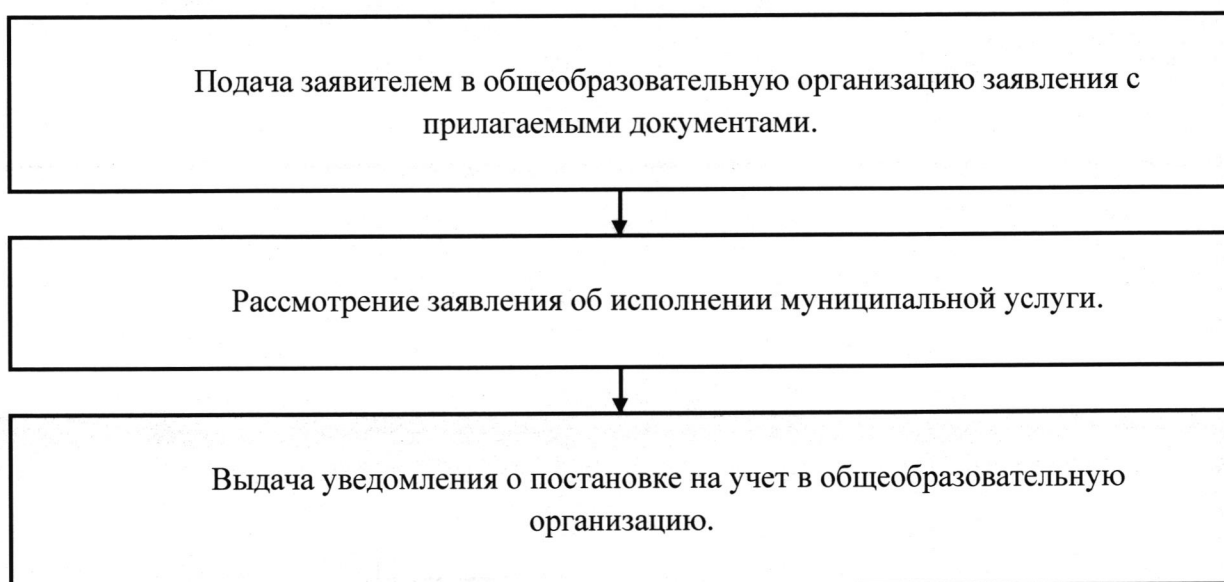 Подача заявителем в общеобразовательную организацию заявления с
прилагаемыми документами.
Рассмотрение заявления об исполнении муниципальной услуги.
Выдача уведомления о постановке на учет в общеобразовательную
организацию.